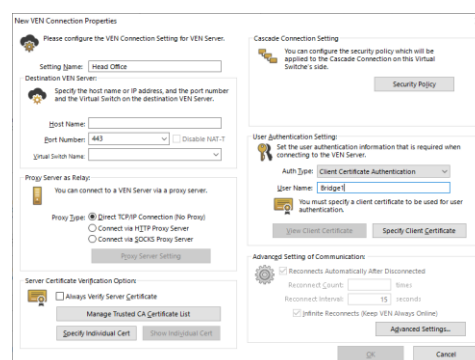 New VEN Connection Properties
Please configure the VEN Connection Setting for VEN Server.
Setting Name: Head Office
Destination VEN Server:
Specify the host name or IP address, and the port number
and the Virtual Switch on the destination VEN Server.
Host Name:
Port Number: 443 Disable NAT-T
Virtual Switch Name:
Proxy Server as Relay:
You can connect to a VEN Server via a proxy server.
Proxy Type: Direct TCP/IP Connection (No Proxy)
Connect via HTTP Proxy Server
Connect via SOCKS Proxy Server
Proxy Server Setting
Server Certificate Verification Option:
Always Verify Server Certificate
Manage Trusted CA Certificate List
Specify Individual Cert Show Individual Cert
Cascade Connection Setting:
You can configure the security policy which will be
applied to the Cascade Connection on this Virtual
Switche's side.
Security Policy
User Authentication Setting:
Set the user authentication information that is required when
connecting to the VEN Server.
Auth Type: Client Certificate Authentication
User Name: Bridge1
You must specify a client certificate to be used for user
authentication.
View Client Certificate Specify Client Certificate
Advanced Setting of Communication:
Reconnects Automatically After Disconnected
Reconnect Count: times
Reconnect Interval: 15 seconds
Infinite Reconnects (Keep VEN Always Online)
Advanced Settings...
OK Cancel